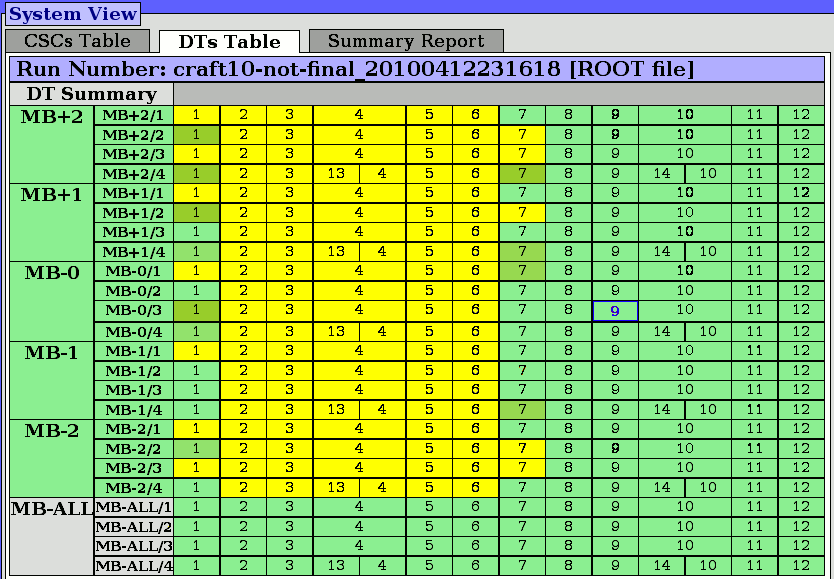 System View
CSCs Table DTs Table Summary Report
Run Number: craft10-not-final_20100412231618 [ROOT file]
DT Summary
MB+2 MB+2/1 1 2 3 4 5 6 7 8 9 10 11 12
MB+2/2 1 2 3 4 5 6 7 8 9 10 11 12
MB+2/3 1 2 3 4 5 6 7 8 9 10 11 12
MB+2/4 1 2 3 13 4 5 6 7 8 9 14 10 11 12
MB+1 MB+1/1 1 2 3 4 5 6 7 8 9 10 11 12
MB+1/2 1 2 3 4 5 6 7 8 9 10 11 12
MB+1/3 1 2 3 4 5 6 7 8 9 10 11 12
MB+1/4 1 2 3 13 4 5 6 7 8 9 14 10 11 12
MB-0 MB-0/1 1 2 3 4 5 6 7 8 9 10 11 12
MB-0/2 1 2 3 4 5 6 7 8 9 10 11 12
MB-0/3 1 2 3 4 5 6 7 8 9 10 11 12
MB-0/4 1 2 3 13 4 5 6 7 8 9 14 10 11 12
MB-1 MB-1/1 1 2 3 4 5 6 7 8 9 10 11 12
MB-1/2 1 2 3 4 5 6 7 8 9 10 11 12
MB-1/3 1 2 3 4 5 6 7 8 9 10 11 12
MB-1/4 1 2 3 13 4 5 6 7 8 9 14 10 11 12
MB-2 MB-2/1 1 2 3 4 5 6 7 8 9 10 11 12
MB-2/2 1 2 3 4 5 6 7 8 9 10 11 12
MB-2/3 1 2 3 4 5 6 7 8 9 10 11 12
MB-2/4 1 2 3 13 4 5 6 7 8 9 14 10 11 12
MB-ALL MB-ALL/1 1 2 3 4 5 6 7 8 9 10 11 12
MB-ALL/2 1 2 3 4 5 6 7 8 9 10 11 12
MB-ALL/3 1 2 3 4 5 6 7 8 9 10 11 12
MB-ALL/4 1 2 3 13 4 5 6 7 8 9 14 10 11 12